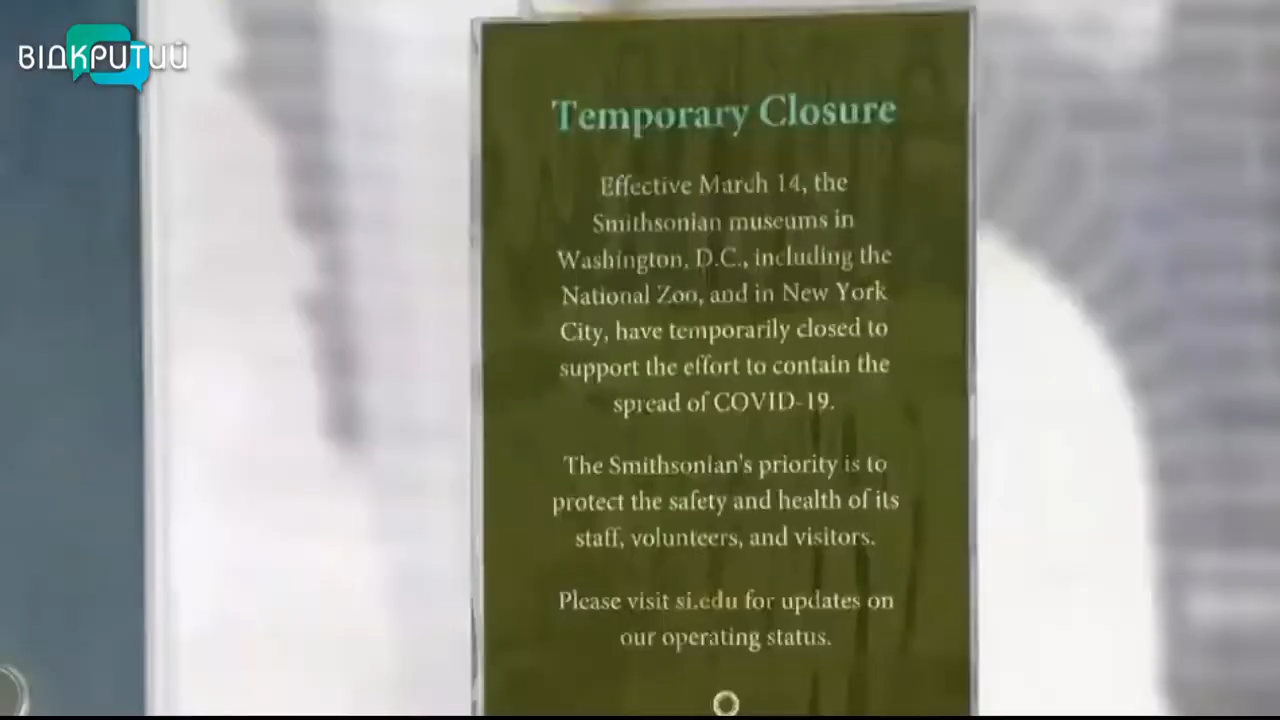 ВІДКРИТИЙ
Temporary Closure
Effective March 14, the
Smithsonian museums in
Washington, D.C., including the
National Zoo, and in New York
City, have temporarily closed to
support the effort to contain the
spread of COVID-19.
The Smithsonian's priority is to
protect the safety and health of its
staff, volunteers, and visitors.
Please visit si.edu for updates on
our operating status.